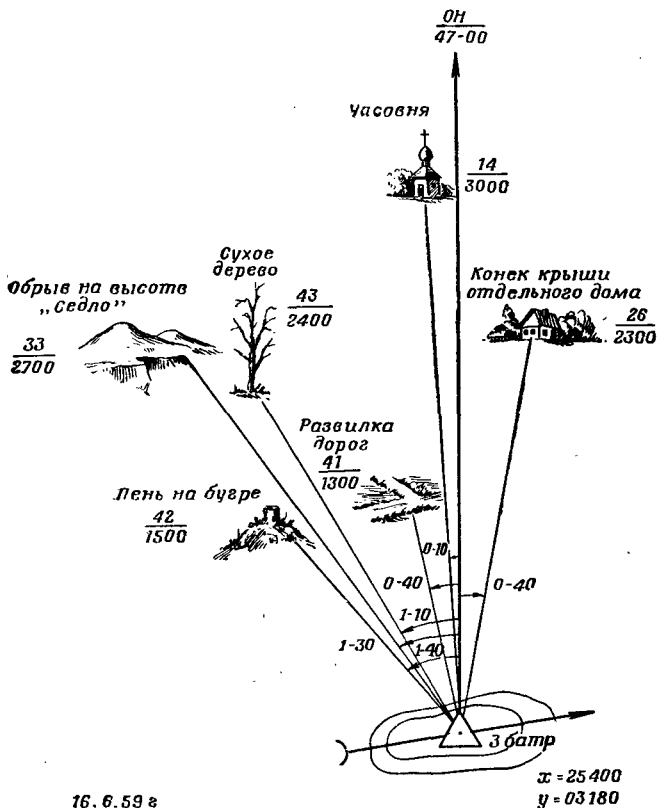 ОН
47-00
Часовня
14
3000
Сухое
дерево
43
2400
Обрыв на высоте
„Седло”
33
2700
Конек крыши
отдельного дома
26
2300
Развилка
дорог
41
1300
Пень на бугре
42
1500
0-10
0-40
0-40
1-10
1-30
1-40
3 батр
x = 25400
y = 03180
16.6.59 г